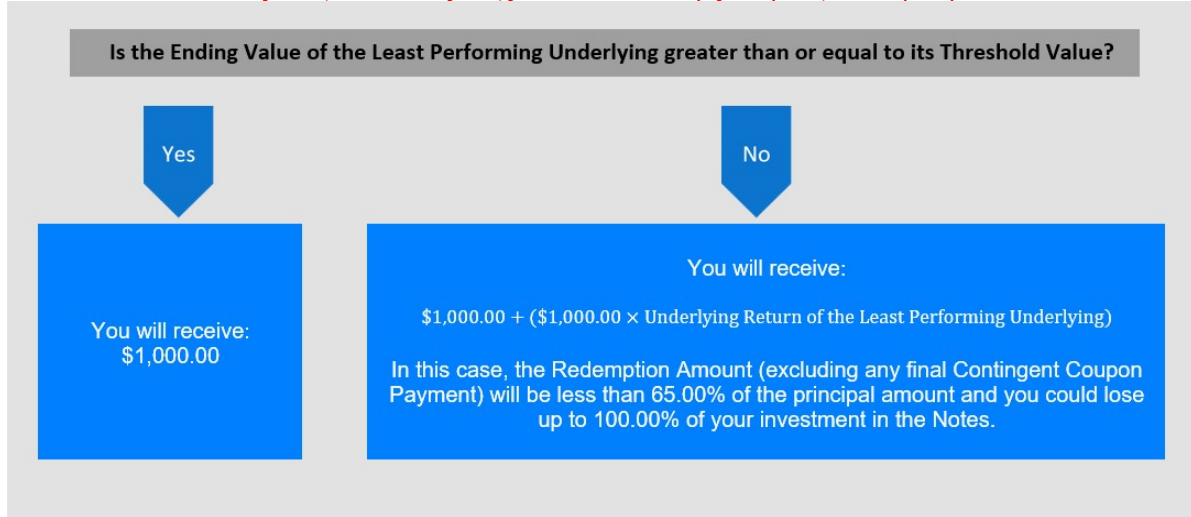 Is the Ending Value of the Least Performing Underlying greater than or equal to its Threshold Value?
Yes
No
You will receive:
$1,000.00
You will receive:
$1,000.00 + ($1,000.00 × Underlying Return of the Least Performing Underlying)
In this case, the Redemption Amount (excluding any final Contingent Coupon
Payment) will be less than 65.00% of the principal amount and you could lose
up to 100.00% of your investment in the Notes.